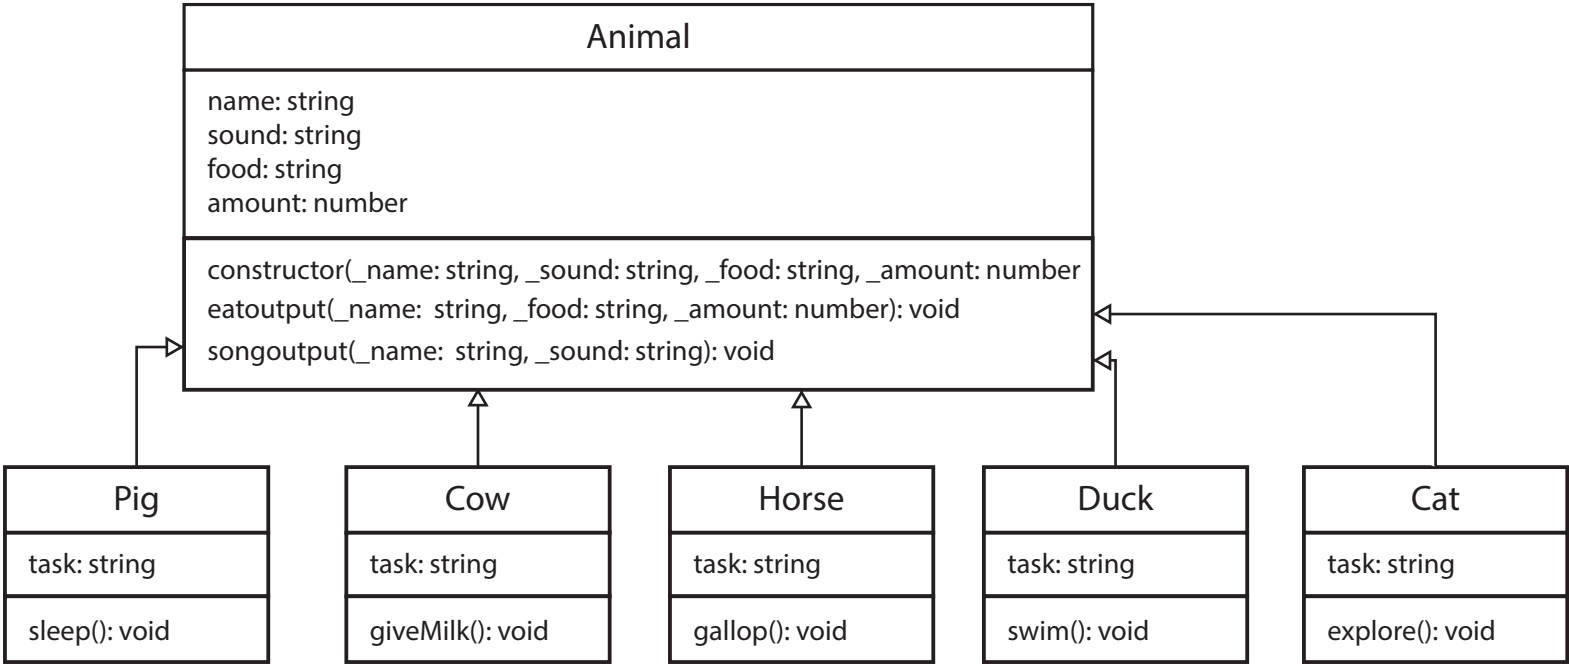 Animal
name: string
sound: string
food: string
amount: number
constructor(_name: string, _sound: string, _food: string, _amount: number
eatoutput(_name:  string, _food: string, _amount: number): void
songoutput(_name:  string, _sound: string): void
Pig
task: string
sleep(): void
Cow
task: string
giveMilk(): void
Horse
task: string
gallop(): void
Duck
task: string
swim(): void
Cat
task: string
explore(): void